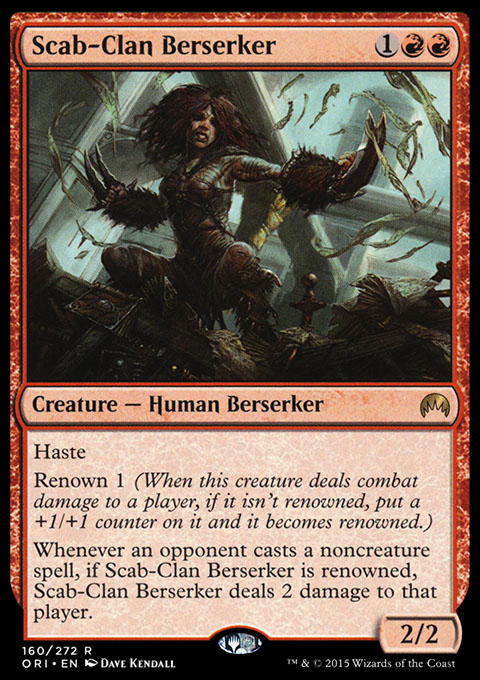 Scab-Clan Berserker 1
Creature — Human Berserker
Haste
Renown 1 (When this creature deals combat
damage to a player, if it isn't renowned, put a
+1/+1 counter on it and it becomes renowned.)
Whenever an opponent casts a noncreature
spell, if Scab-Clan Berserker is renowned,
Scab-Clan Berserker deals 2 damage to that
player.
2/2
160/272 R
ORI • EN Dave Kendall
™ & © 2015 Wizards of the Coast